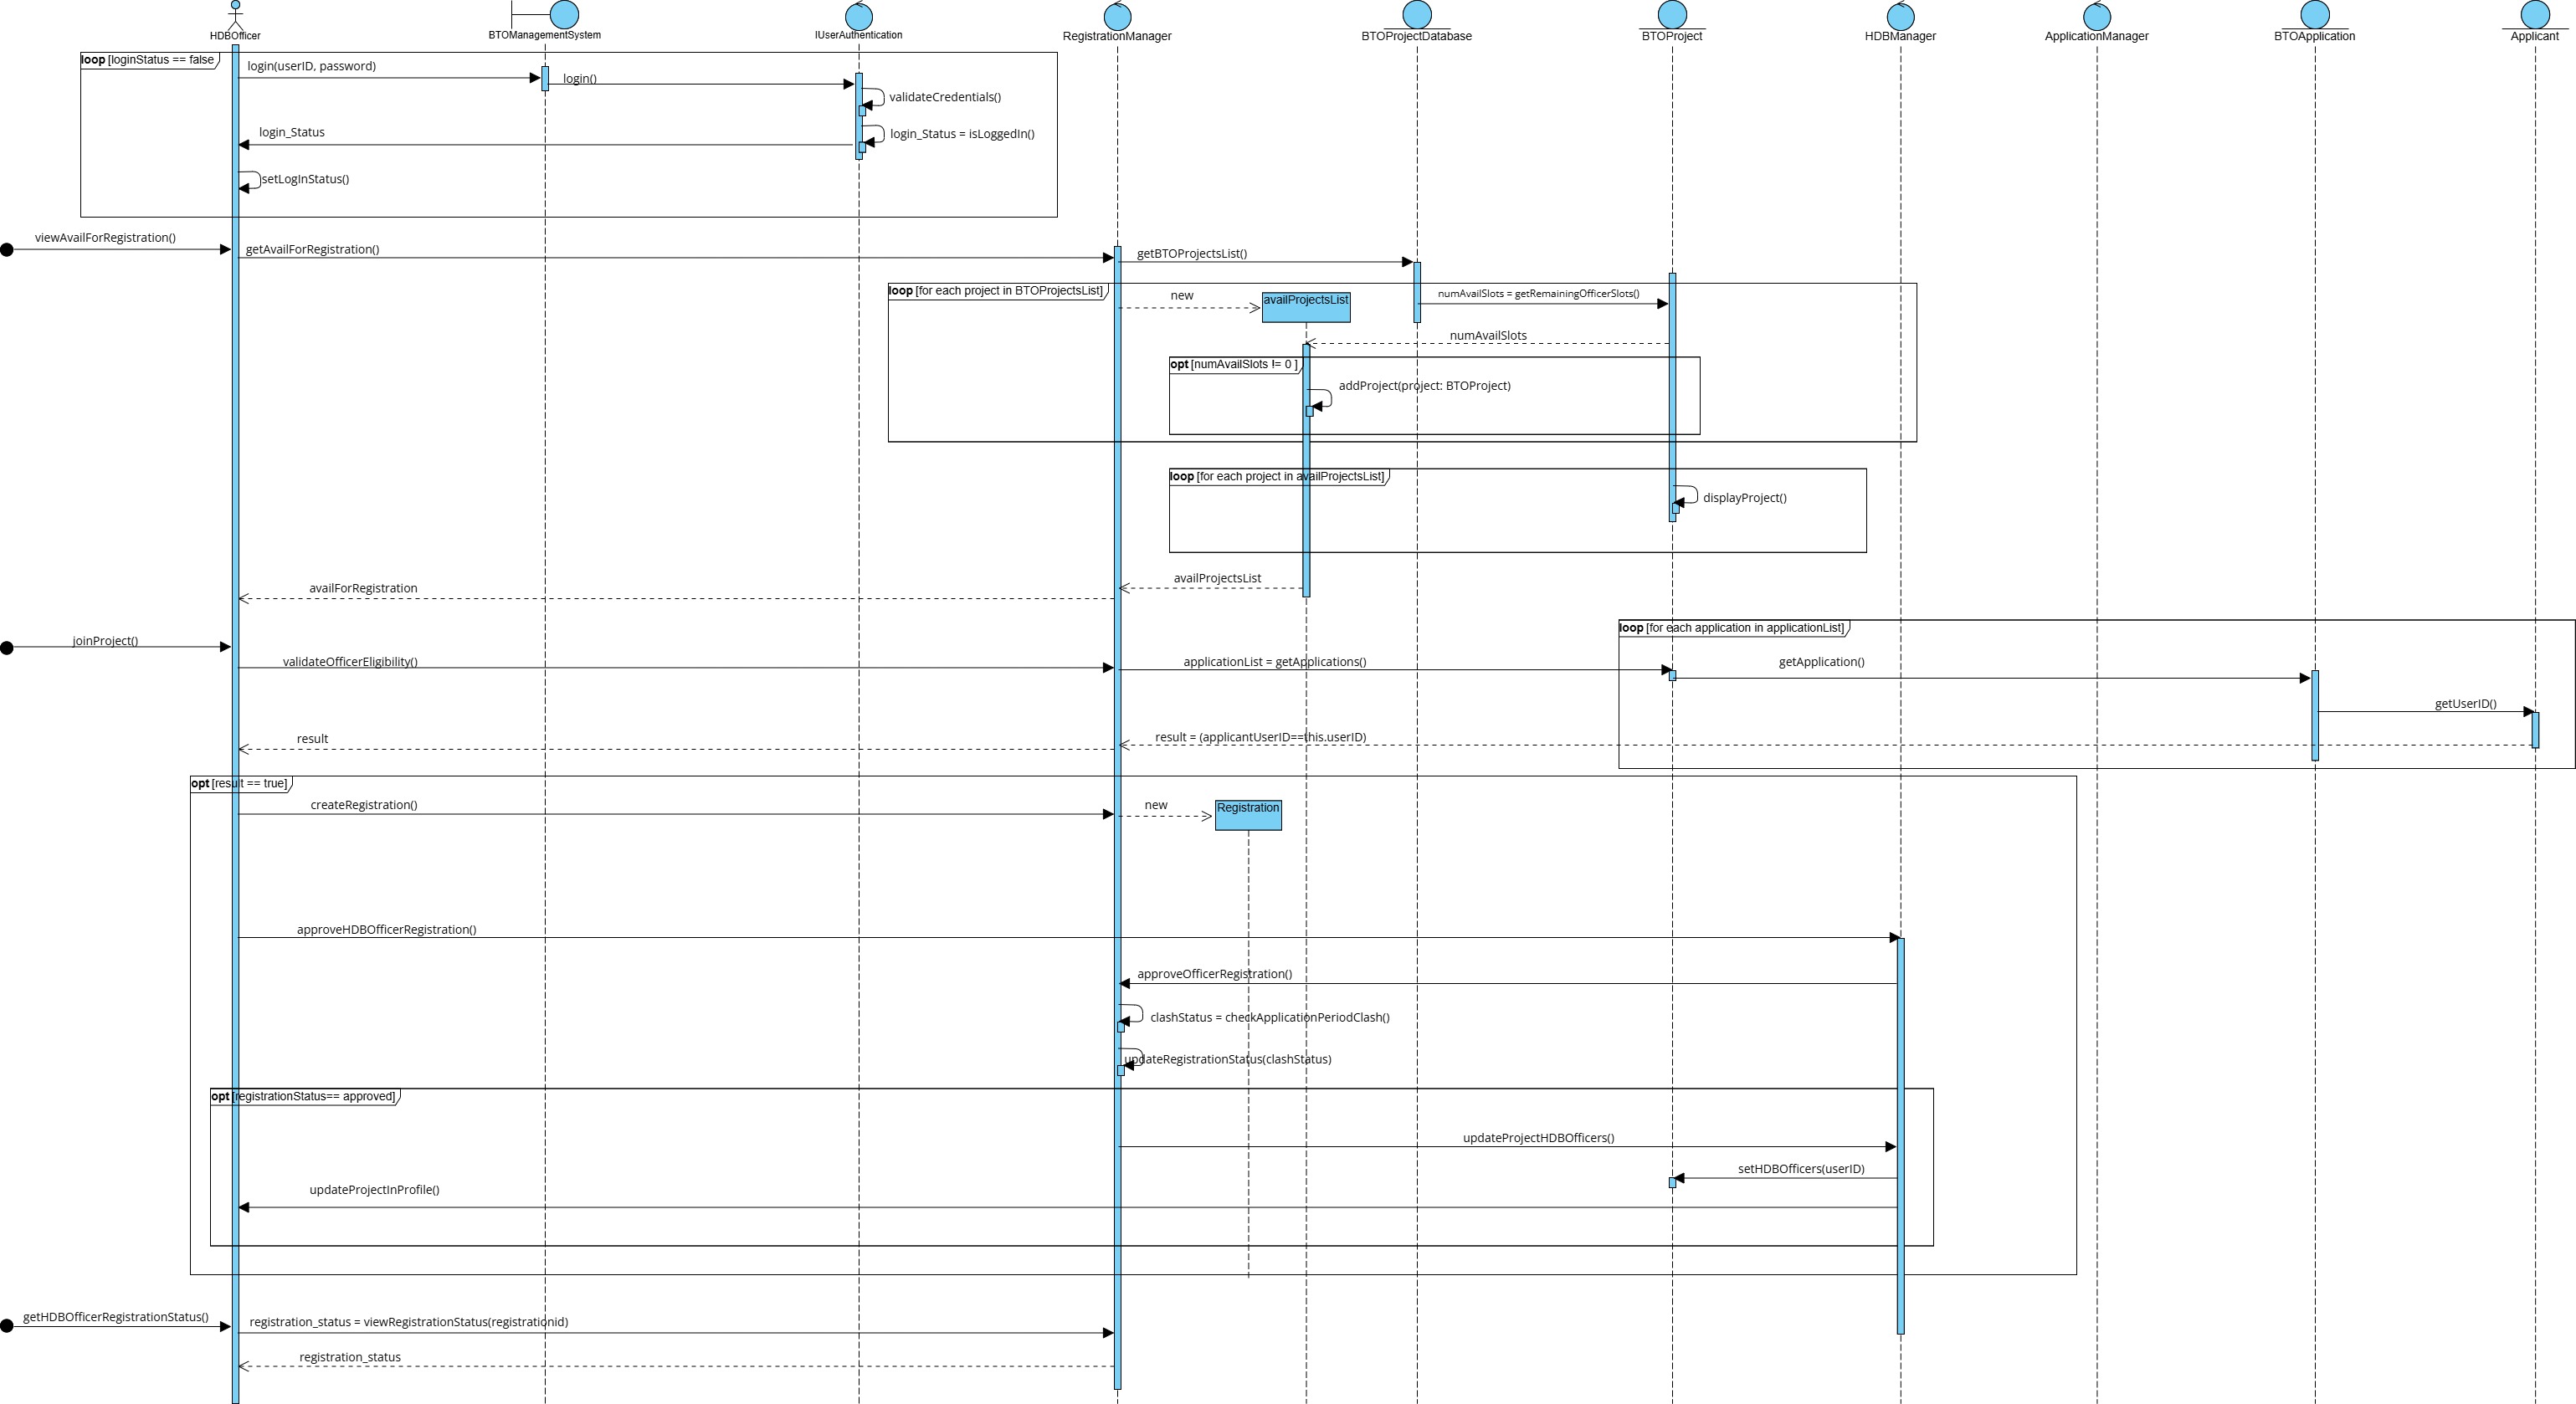 HDBOfficer
BTOManagementSystem
IUserAuthentication
RegistrationManager
BTOProjectDatabase
BTOProject
HDBManager
ApplicationManager
BTOApplication
Applicant
loop [loginStatus == false
login(userID, password)
login()
validateCredentials()
login_Status
login_Status = isLoggedIn()
setLogInStatus()
viewAvailForRegistration()
getAvailForRegistration()
getBTOProjectsList()
loop [for each project in BTOProjectsList]
new
availProjectsList
numAvailSlots = getRemainingOfficerSlots()
numAvailSlots
opt [numAvailSlots != 0 ]
addProject(project: BTOProject)
loop [for each project in availProjectsList]
displayProject()
availProjectsList
availForRegistration
loop [for each application in applicationList]
joinProject()
validateOfficerEligibility()
applicationList = getApplications()
getApplication()
getUserID()
result
result = (applicantUserID==this.userID)
opt [result == true]
createRegistration()
new
Registration
approveHDBOfficerRegistration()
approveOfficerRegistration()
clashStatus = checkApplicationPeriodClash()
updateRegistrationStatus(clashStatus)
opt [registrationStatus== approved]
updateProjectHDBOfficers()
setHDBOfficers(userID)
updateProjectInProfile()
getHDBOfficerRegistrationStatus()
registration_status = viewRegistrationStatus(registrationid)
registration_status